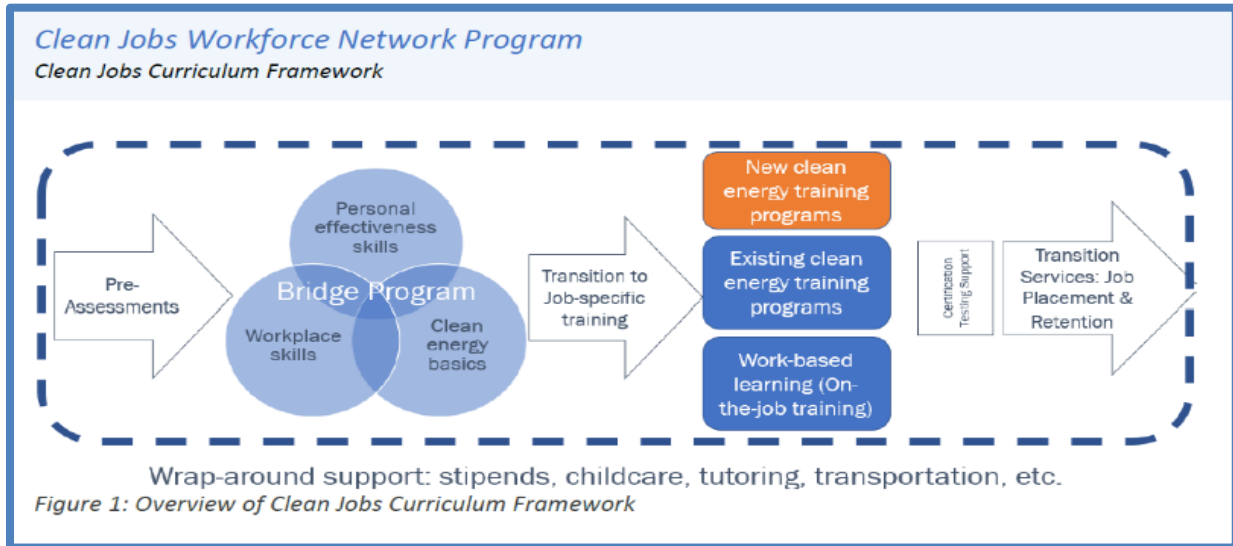 Clean Jobs Workforce Network Program
Clean Jobs Curriculum Framework
Pre-
Assessments
Personal
effectiveness
skills
Bridge Program
Workplace
skills
Clean
energy
basics
Transition to
Job-specific
training
New clean
energy training
programs
Existing clean
energy training
programs
Work-based
learning (On-
the-job training)
Certification
Testing Support
Transition
Services: Job
Placement &
Retention
Wrap-around support: stipends, childcare, tutoring, transportation, etc.
Figure 1: Overview of Clean Jobs Curriculum Framework